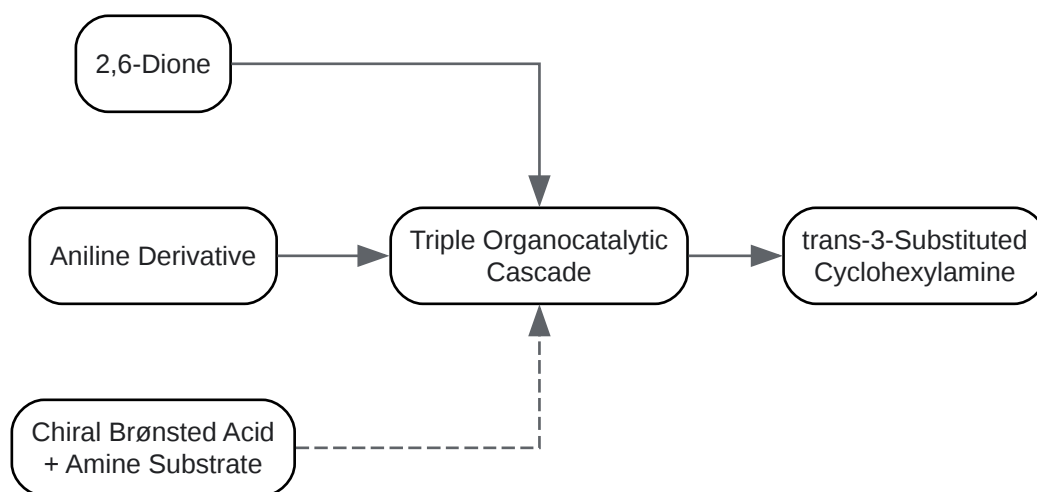 2,6-Dione
Aniline Derivative
Triple Organocatalytic
Cascade
trans-3-Substituted
Cyclohexylamine
Chiral Brønsted Acid
+ Amine Substrate